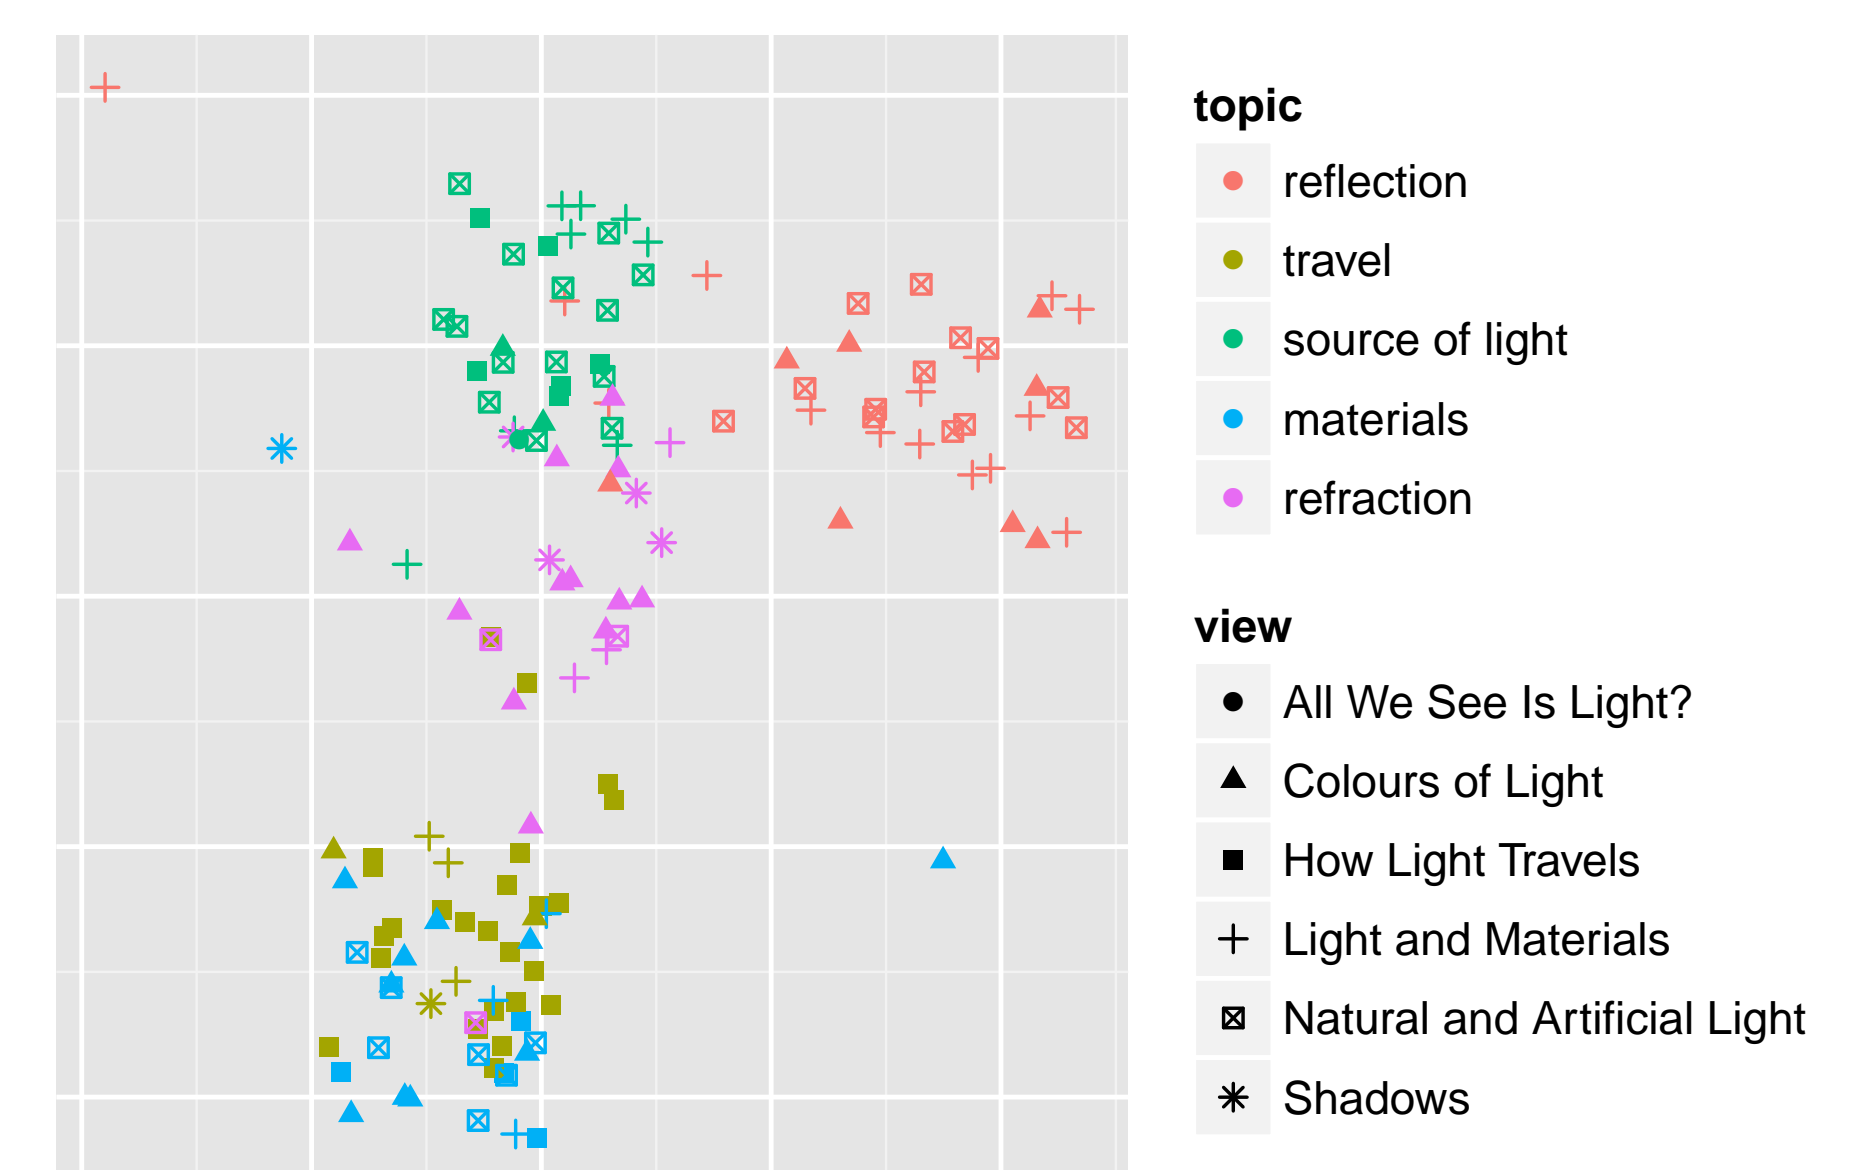 topic
reflection
travel
source of light
materials
refraction
view
All We See Is Light?
Colours of Light
How Light Travels
Light and Materials
Natural and Artificial Light
Shadows